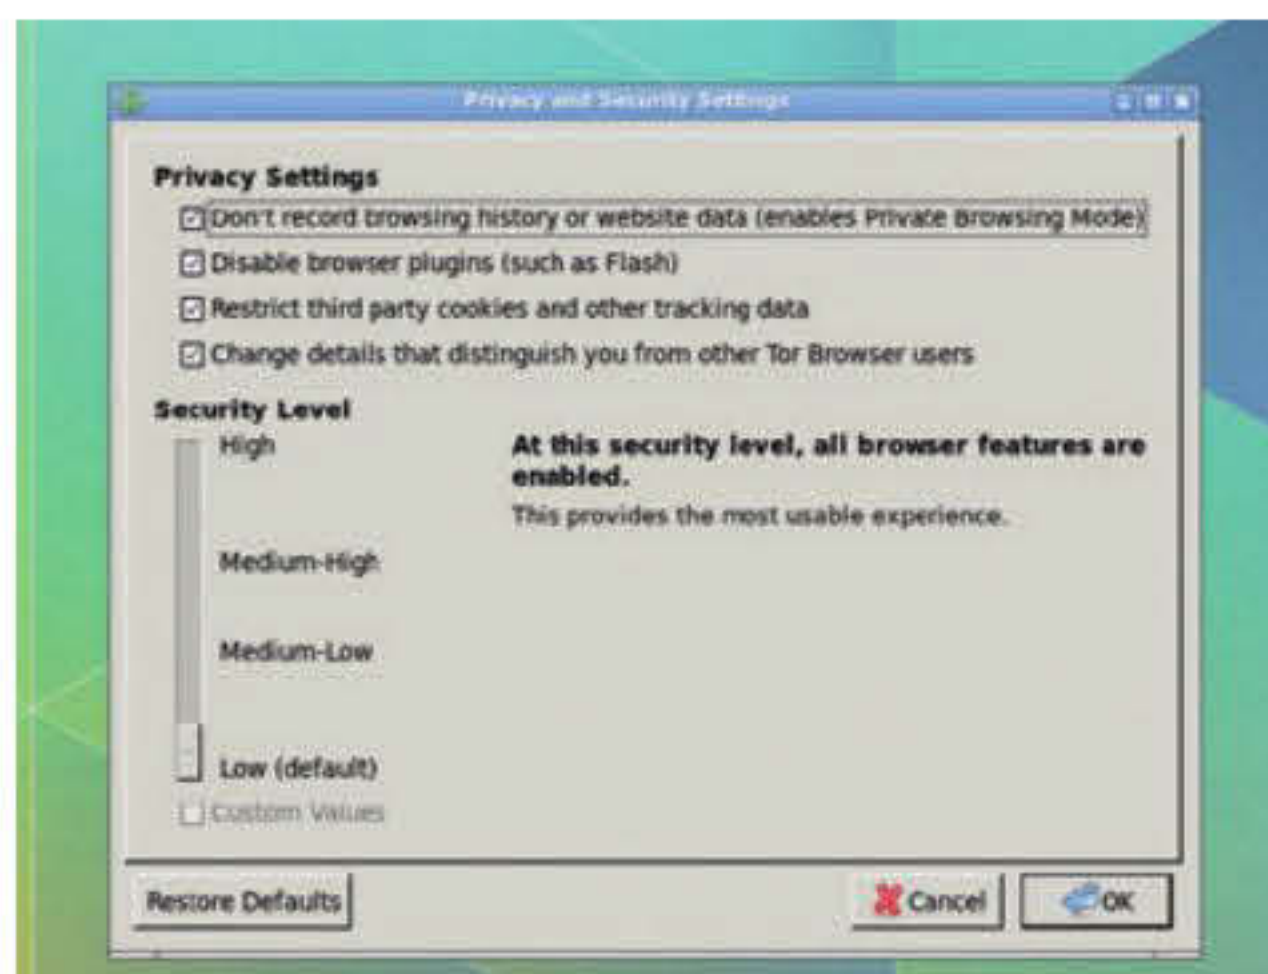 Privacy and Security Settings
Privacy Settings
Don't record browsing history or website data (enables Private Browsing Mode)
Disable browser plugins (such as Flash)
Restrict third party cookies and other tracking data
Change details that distinguish you from other Tor Browser users
Security Level
High
At this security level, all browser features are
enabled.
This provides the most usable experience.
Medium-High
Medium-Low
Low (default)
Custom Values
Restore Defaults
Cancel
OK